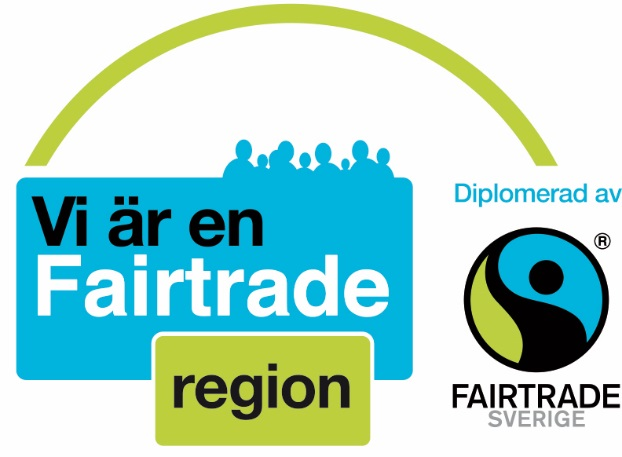 Vi är en
Fairtrade
region
Diplomerad av
®
FAIRTRADE
SVERIGE